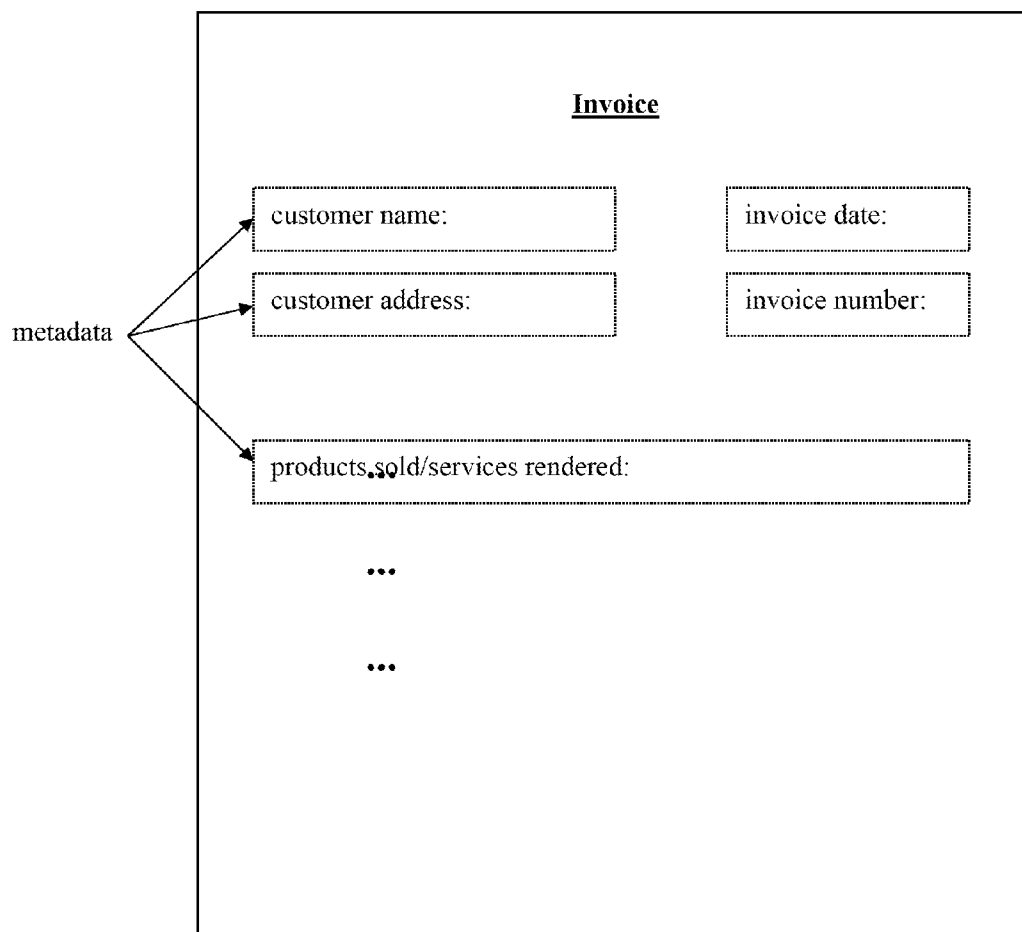 Invoice
customer name:
invoice date:
customer address:
invoice number:
metadata
products sold/services rendered:
...
...
...